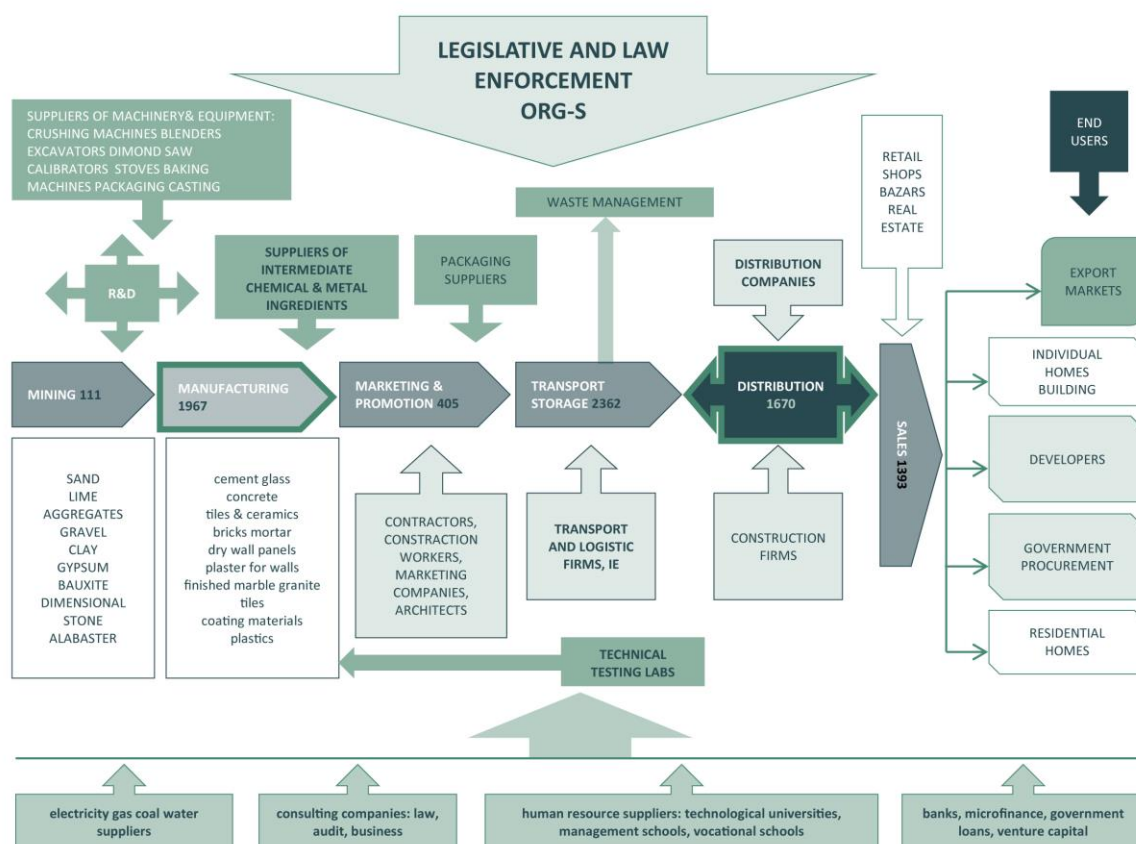 LEGISLATIVE AND LAW
ENFORCEMENT
ORG-S
SUPPLIERS OF MACHINERY& EQUIPMENT:
CRUSHING MACHINES BLENDERS
EXCAVATORS DIMOND SAW
CALIBRATORS STOVES BAKING
MACHINES PACKAGING CASTING
END
USERS
RETAIL
SHOPS
BAZARS
REAL
ESTATE
WASTE MANAGEMENT
R&D
SUPPLIERS OF
INTERMEDIATE
CHEMICAL & METAL
INGREDIENTS
PACKAGING
SUPPLIERS
DISTRIBUTION
COMPANIES
EXPORT
MARKETS
MINING 111
MANUFACTURING
1967
MARKETING &
PROMOTION 405
TRANSPORT
STORAGE 2362
DISTRIBUTION
1670
SALES 1393
INDIVIDUAL
HOMES
BUILDING
DEVELOPERS
GOVERNMENT
PROCUREMENT
RESIDENTIAL
HOMES
SAND
LIME
AGGREGATES
GRAVEL
CLAY
GYPSUM
BAUXITE
DIMENSIONAL
STONE
ALABASTER
cement glass
concrete
tiles & ceramics
bricks mortar
dry wall panels
plaster for walls
finished marble granite
tiles
coating materials
plastics
CONTRACTORS,
CONSTRACTION
WORKERS,
MARKETING
COMPANIES,
ARCHITECTS
TRANSPORT
AND LOGISTIC
FIRMS, IE
CONSTRUCTION
FIRMS
TECHNICAL
TESTING LABS
electricity gas coal water
suppliers
consulting companies: law,
audit, business
human resource suppliers: technological universities,
management schools, vocational schools
banks, microfinance, government
loans, venture capital